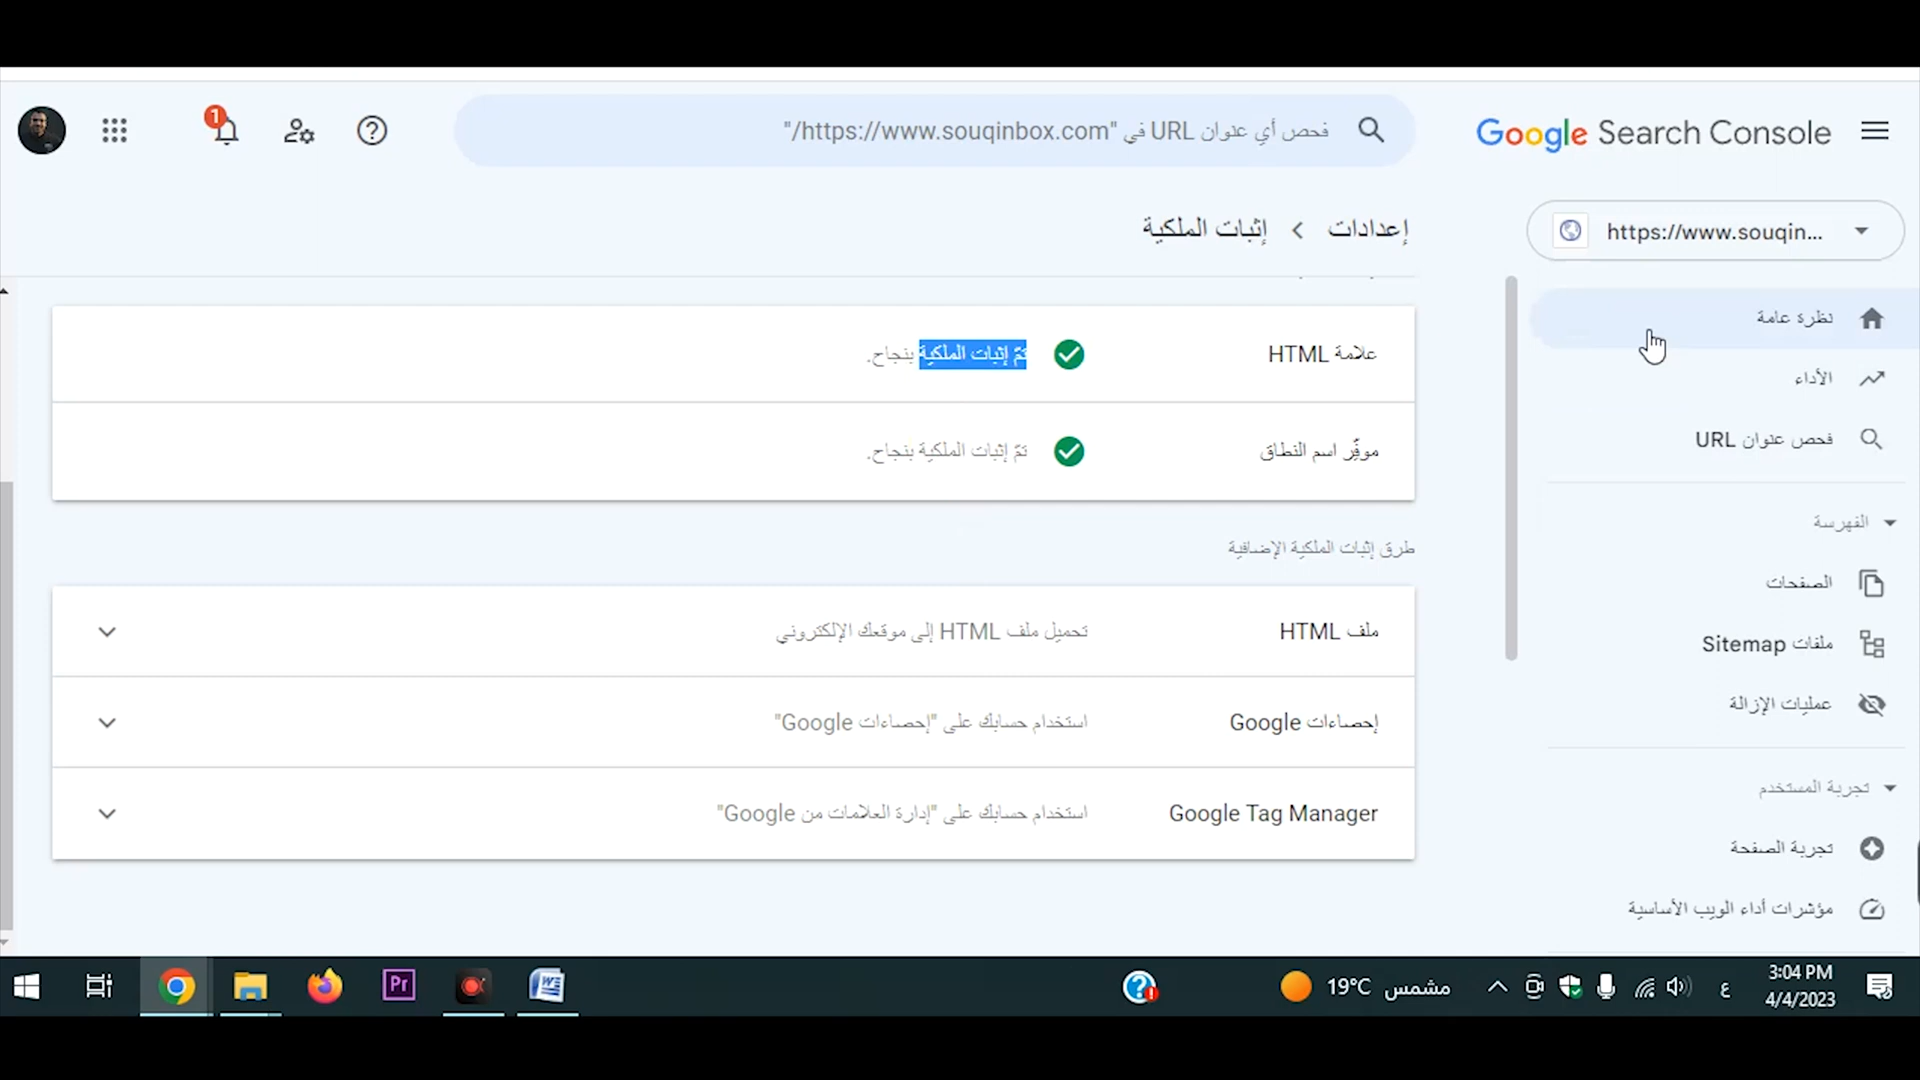 Google Search Console
فحص أي عنوان URL في "https://www.souqinbox.com/"
1
https://www.souqin...
إعدادات
إثبات الملكية
نظرة عامة
الأداء
فحص عنوان URL
الفهرسة
الصفحات
ملفات Sitemap
عمليات الإزالة
تجربة المستخدم
تجربة الصفحة
مؤشرات أداء الويب الأساسية
علامة HTML
تمّ إثبات الملكية بنجاح.
موفِّر اسم النطاق
تمّ إثبات الملكية بنجاح.
طرق إثبات الملكية الإضافية
ملف HTML
تحميل ملف HTML إلى موقعك الإلكتروني
إحصاءات Google
استخدام حسابك على "إحصاءات Google"
Google Tag Manager
استخدام حسابك على "إدارة العلامات من Google"
Pr
19°C مشمس
ع
3:04 PM
4/4/2023